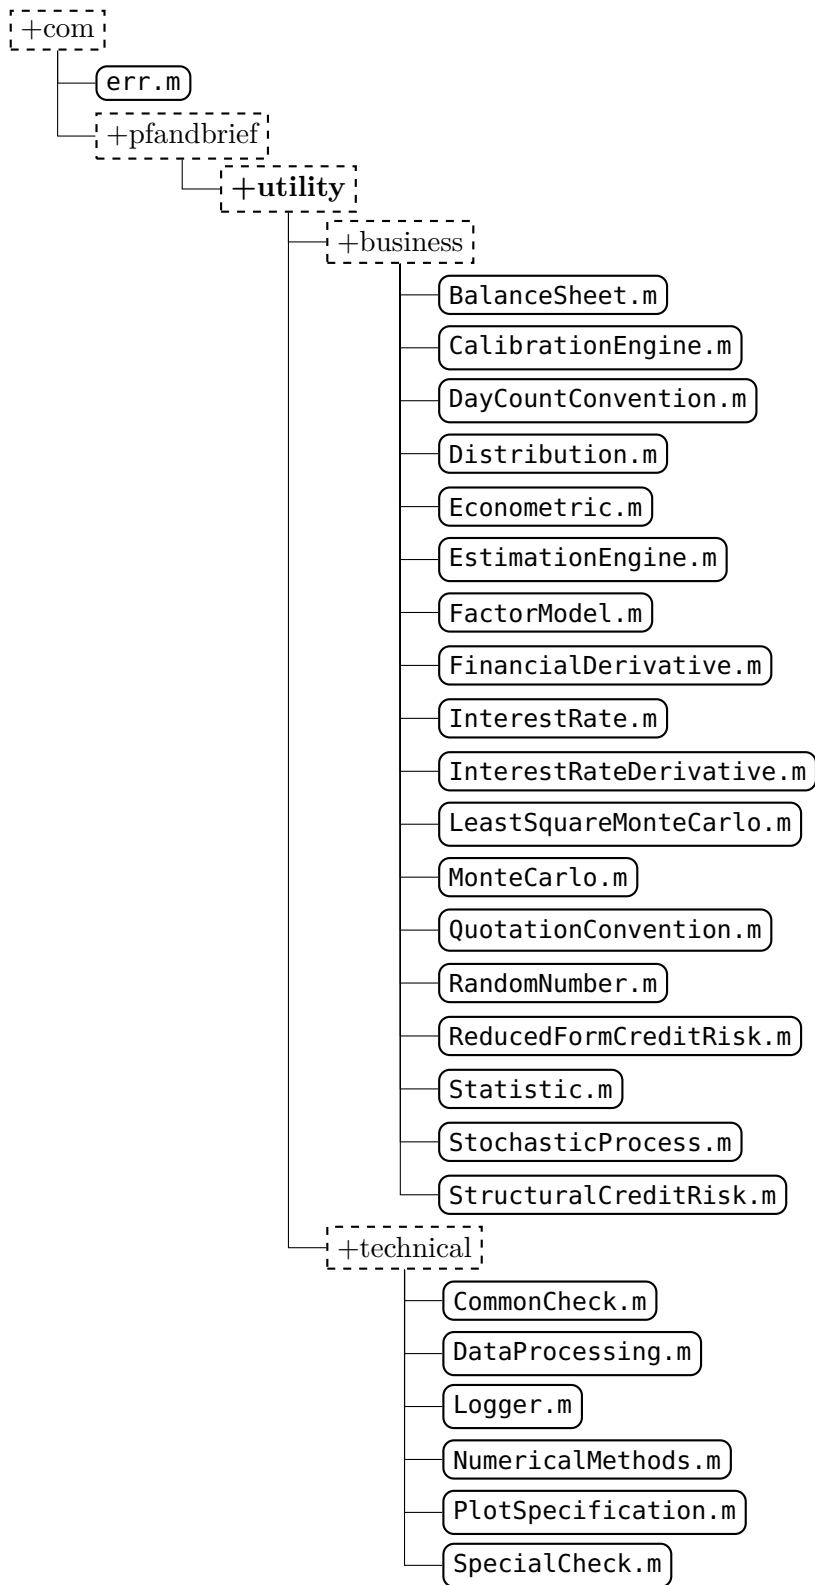 +com
err.m
+pfandbrief
+utility
+business
BalanceSheet.m
CalibrationEngine.m
DayCountConvention.m
Distribution.m
Econometric.m
EstimationEngine.m
FactorModel.m
FinancialDerivative.m
InterestRate.m
InterestRateDerivative.m
LeastSquareMonteCarlo.m
MonteCarlo.m
QuotationConvention.m
RandomNumber.m
ReducedFormCreditRisk.m
Statistic.m
StochasticProcess.m
StructuralCreditRisk.m
+technical
CommonCheck.m
DataProcessing.m
Logger.m
NumericalMethods.m
PlotSpecification.m
SpecialCheck.m